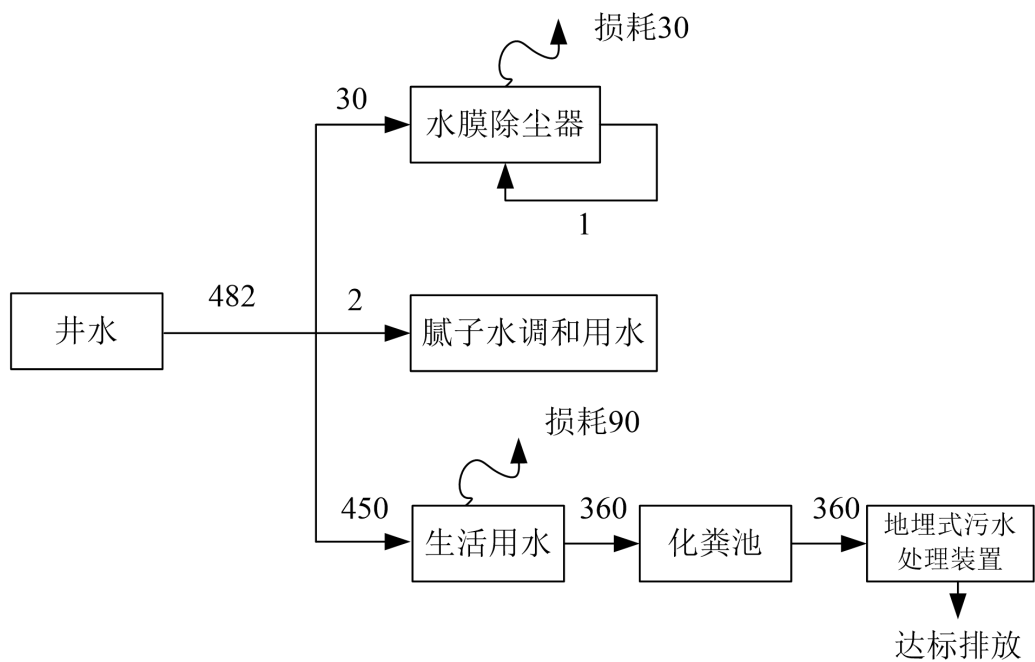 损耗30
30
水膜除尘器
1
482
2
井水
腻子水调和用水
损耗90
450
360
360
生活用水
化粪池
地埋式污水
处理装置
达标排放